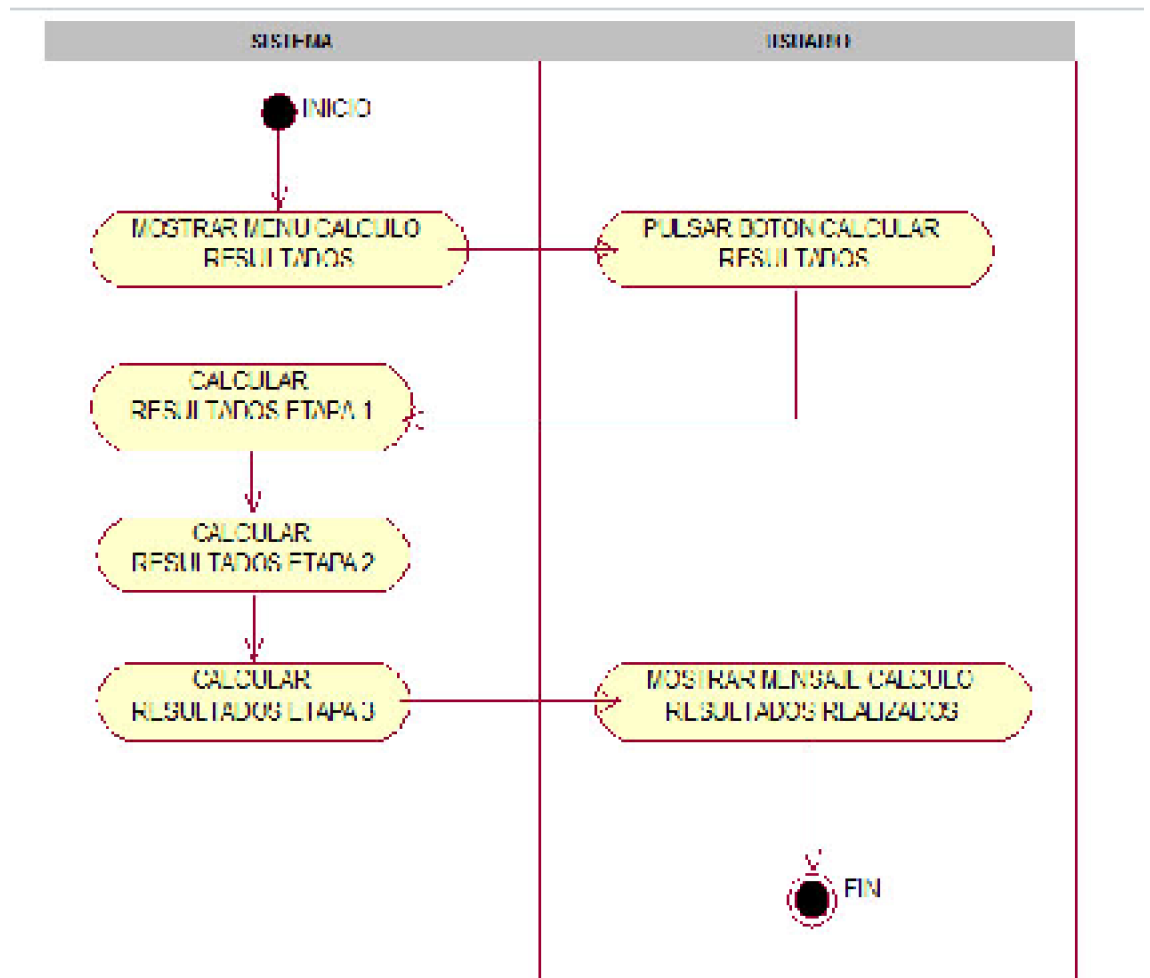 SISTEMA
USUARIO
INICIO
MOSTRAR MENU CALCULO
RESULTADOS
PULSAR BOTON CALCULAR
RESULTADOS
CALCULAR
RESULTADOS ETAPA 1
CALCULAR
RESULTADOS ETAPA 2
CALCULAR
RESULTADOS ETAPA 3
MOSTRAR MENSAJE CALCULO
RESULTADOS REALIZADOS
FIN